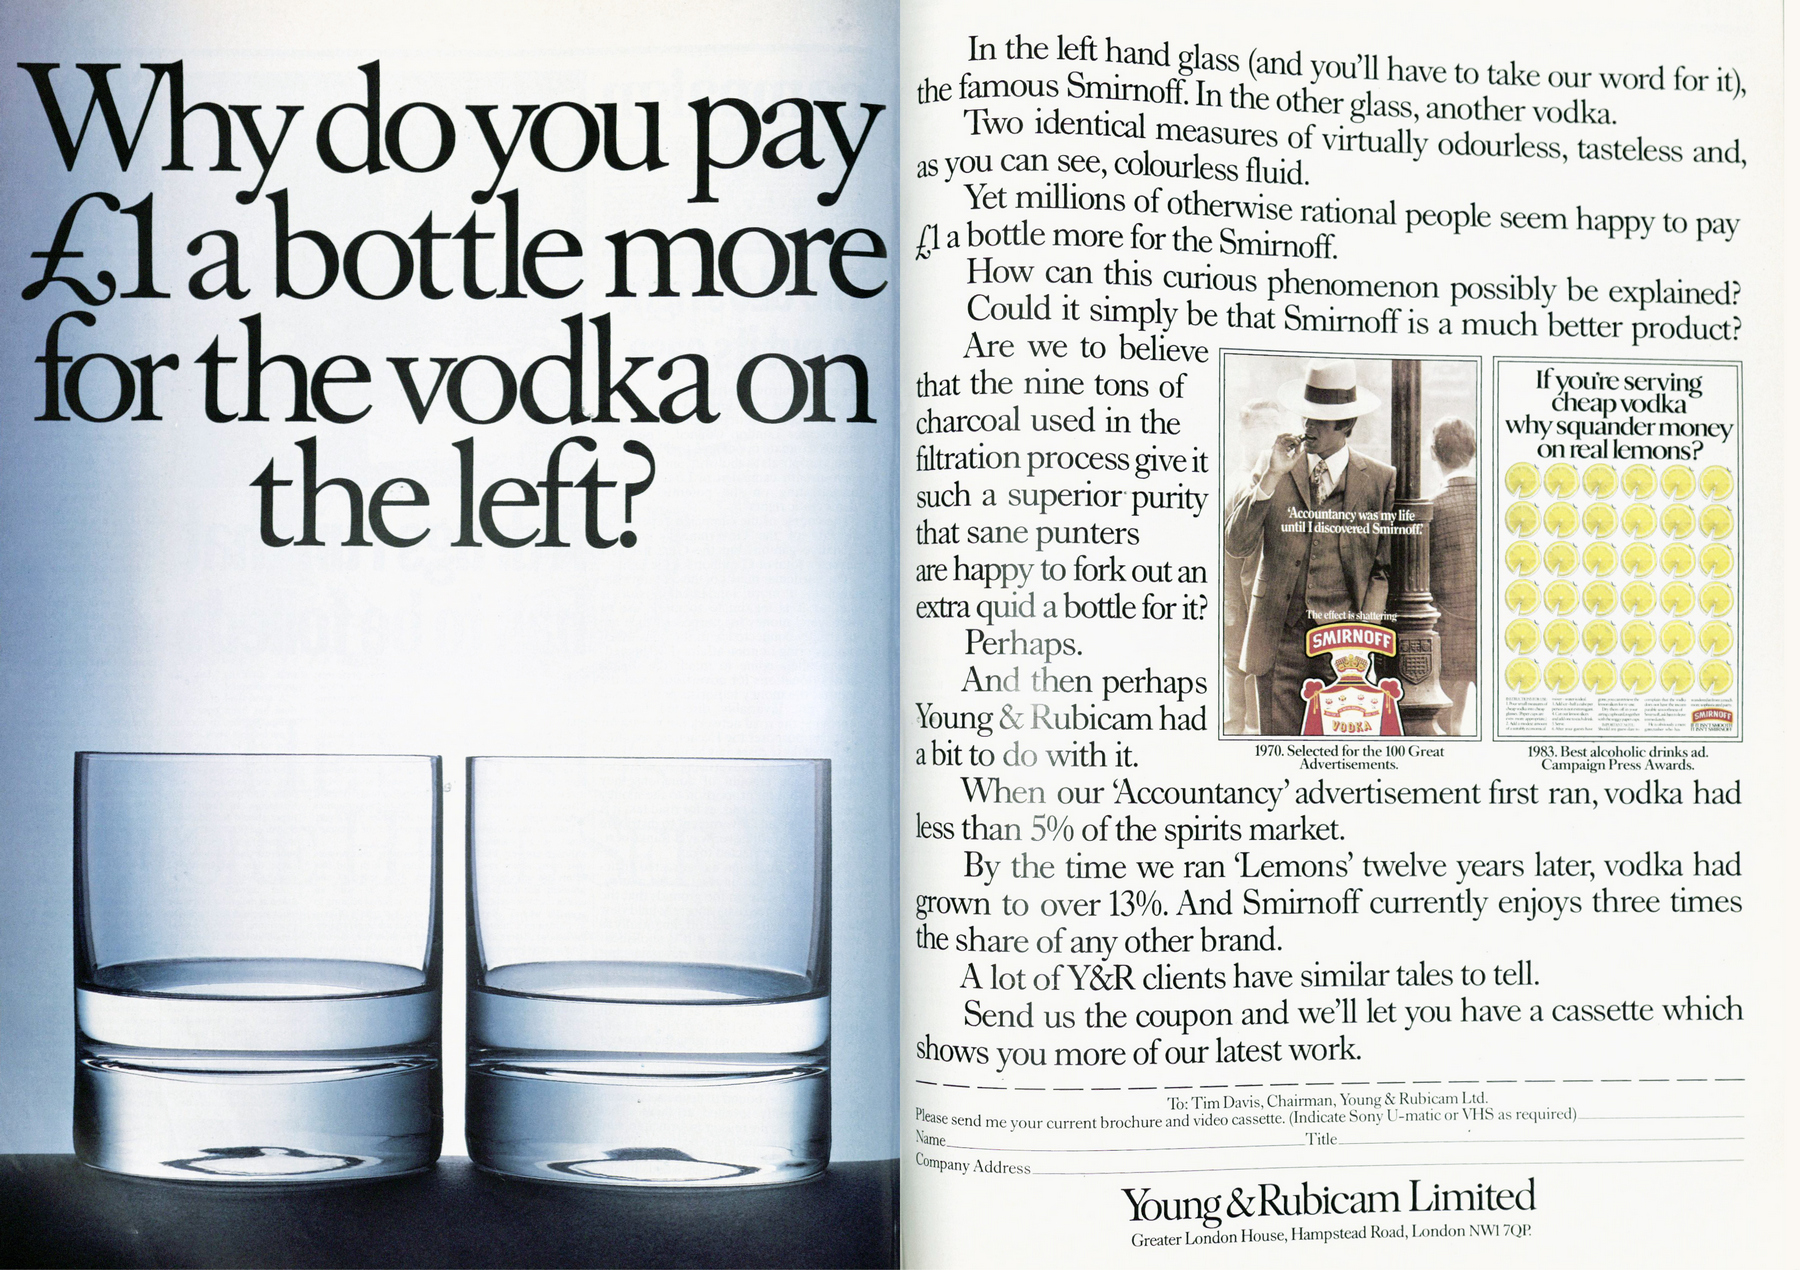 Why do you pay
£1 a bottle more
for the vodka on
the left?
In the left hand glass (and you'll have to take our word for it),
the famous Smirnoff. In the other glass, another vodka.
Two identical measures of virtually odourless, tasteless and,
as you can see, colourless fluid.
Yet millions of otherwise rational people seem happy to pay
£1 a bottle more for the Smirnoff.
How can this curious phenomenon possibly be explained?
Could it simply be that Smirnoff is a much better product?
Are we to believe
that the nine tons of
charcoal used in the
filtration process give it
such a superior purity
that sane punters
are happy to fork out an
extra quid a bottle for it?
Perhaps.
And then perhaps
Young & Rubicam had
a bit to do with it.
'Accountancy was my life
until I discovered Smirnoff.'
The effect is shattering
SMIRNOFF
VODKA
1970. Selected for the 100 Great
Advertisements.
If you're serving
cheap vodka
why squander money
on real lemons?
SMIRNOFF
1983. Best alcoholic drinks ad.
Campaign Press Awards.
When our 'Accountancy' advertisement first ran, vodka had
less than 5% of the spirits market.
By the time we ran 'Lemons' twelve years later, vodka had
grown to over 13%. And Smirnoff currently enjoys three times
the share of any other brand.
A lot of Y&R clients have similar tales to tell.
Send us the coupon and we'll let you have a cassette which
shows you more of our latest work.
To: Tim Davis, Chairman, Young & Rubicam Ltd.
Please send me your current brochure and video cassette. (Indicate Sony U-matic or VHS as required)
Name Title
Company Address
Young & Rubicam Limited
Greater London House, Hampstead Road, London NW1 7QP.